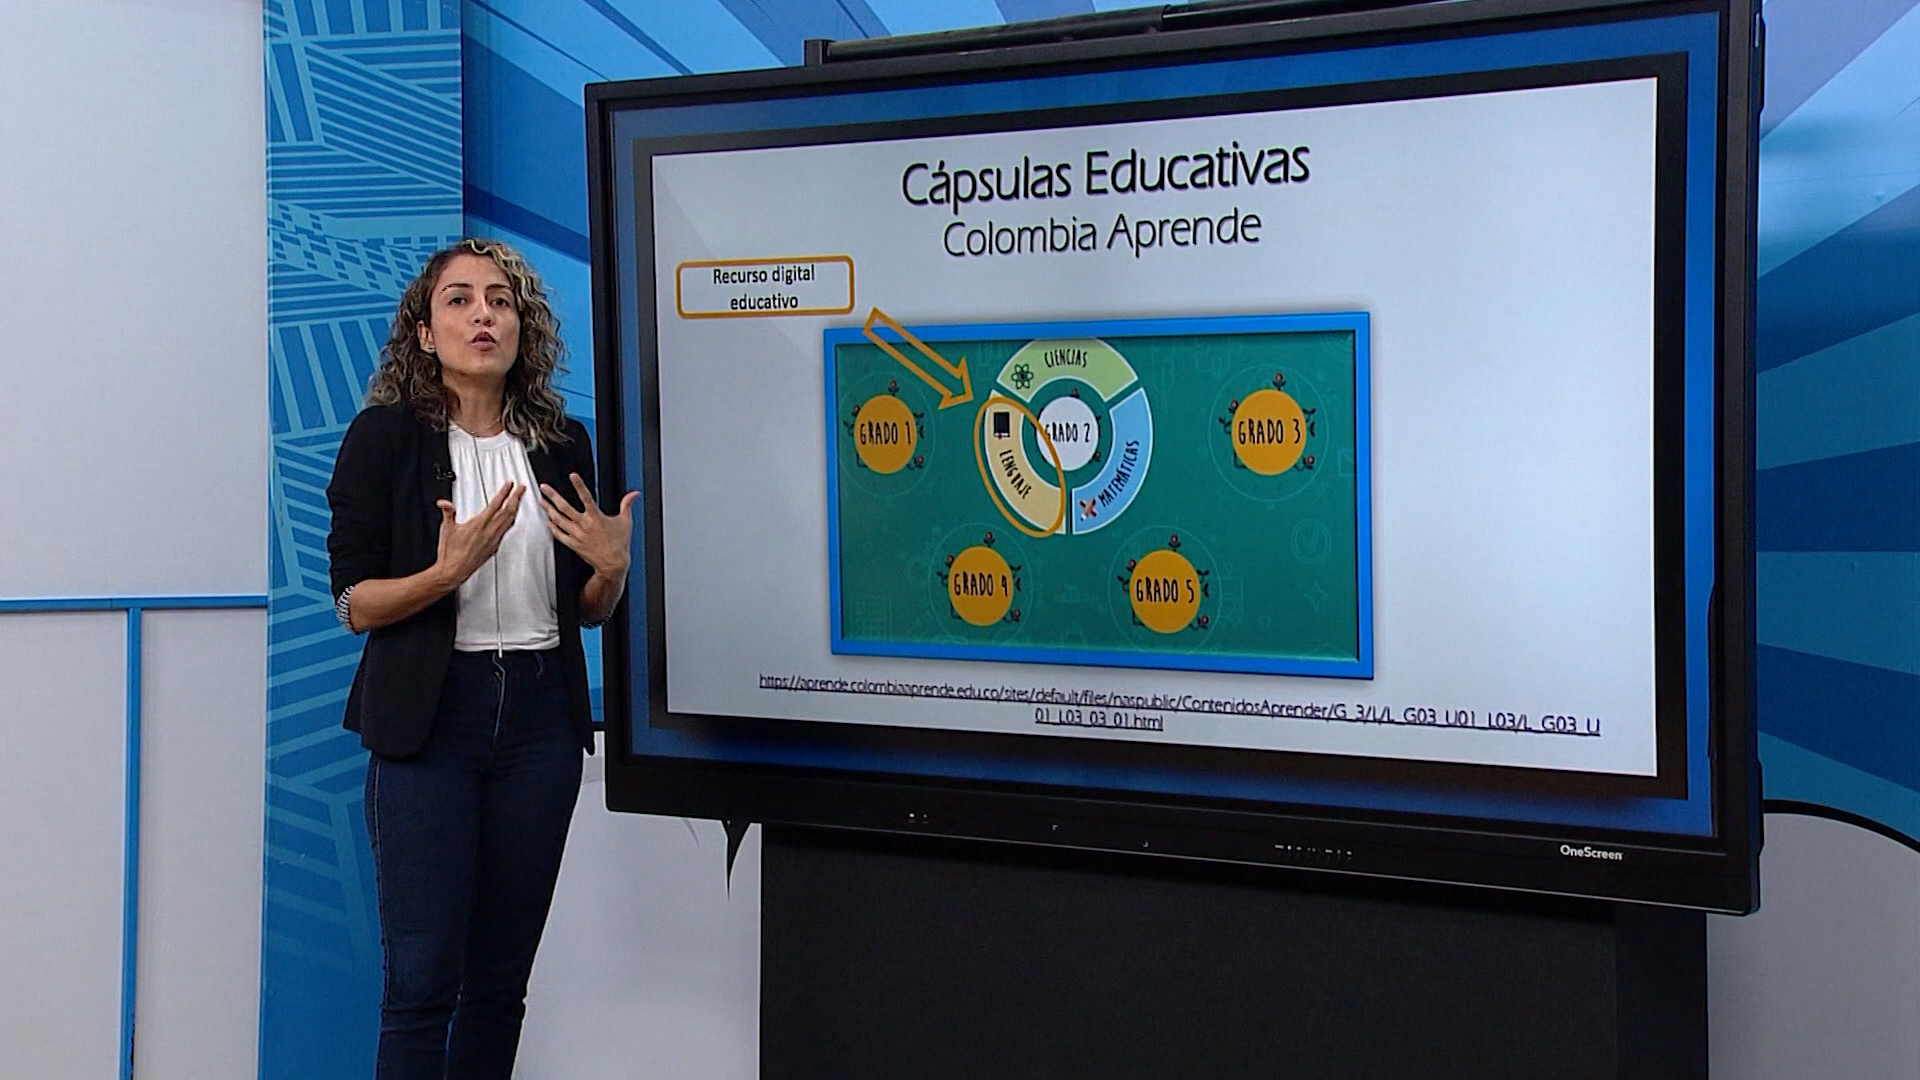 Cápsulas Educativas
Colombia Aprende
Recurso digital
educativo
CIENCIAS
GRADO 1
GRADO 2
GRADO 3
LENGUAJE
MATEMÁTICAS
GRADO 4
GRADO 5
https://aprende.colombiaaprende.edu.co/sites/default/files/naspublic/ContenidosAprender/G_3/L/L_G03_U01_L03/L_G03_U
01_L03_03_01.html
OneScreen